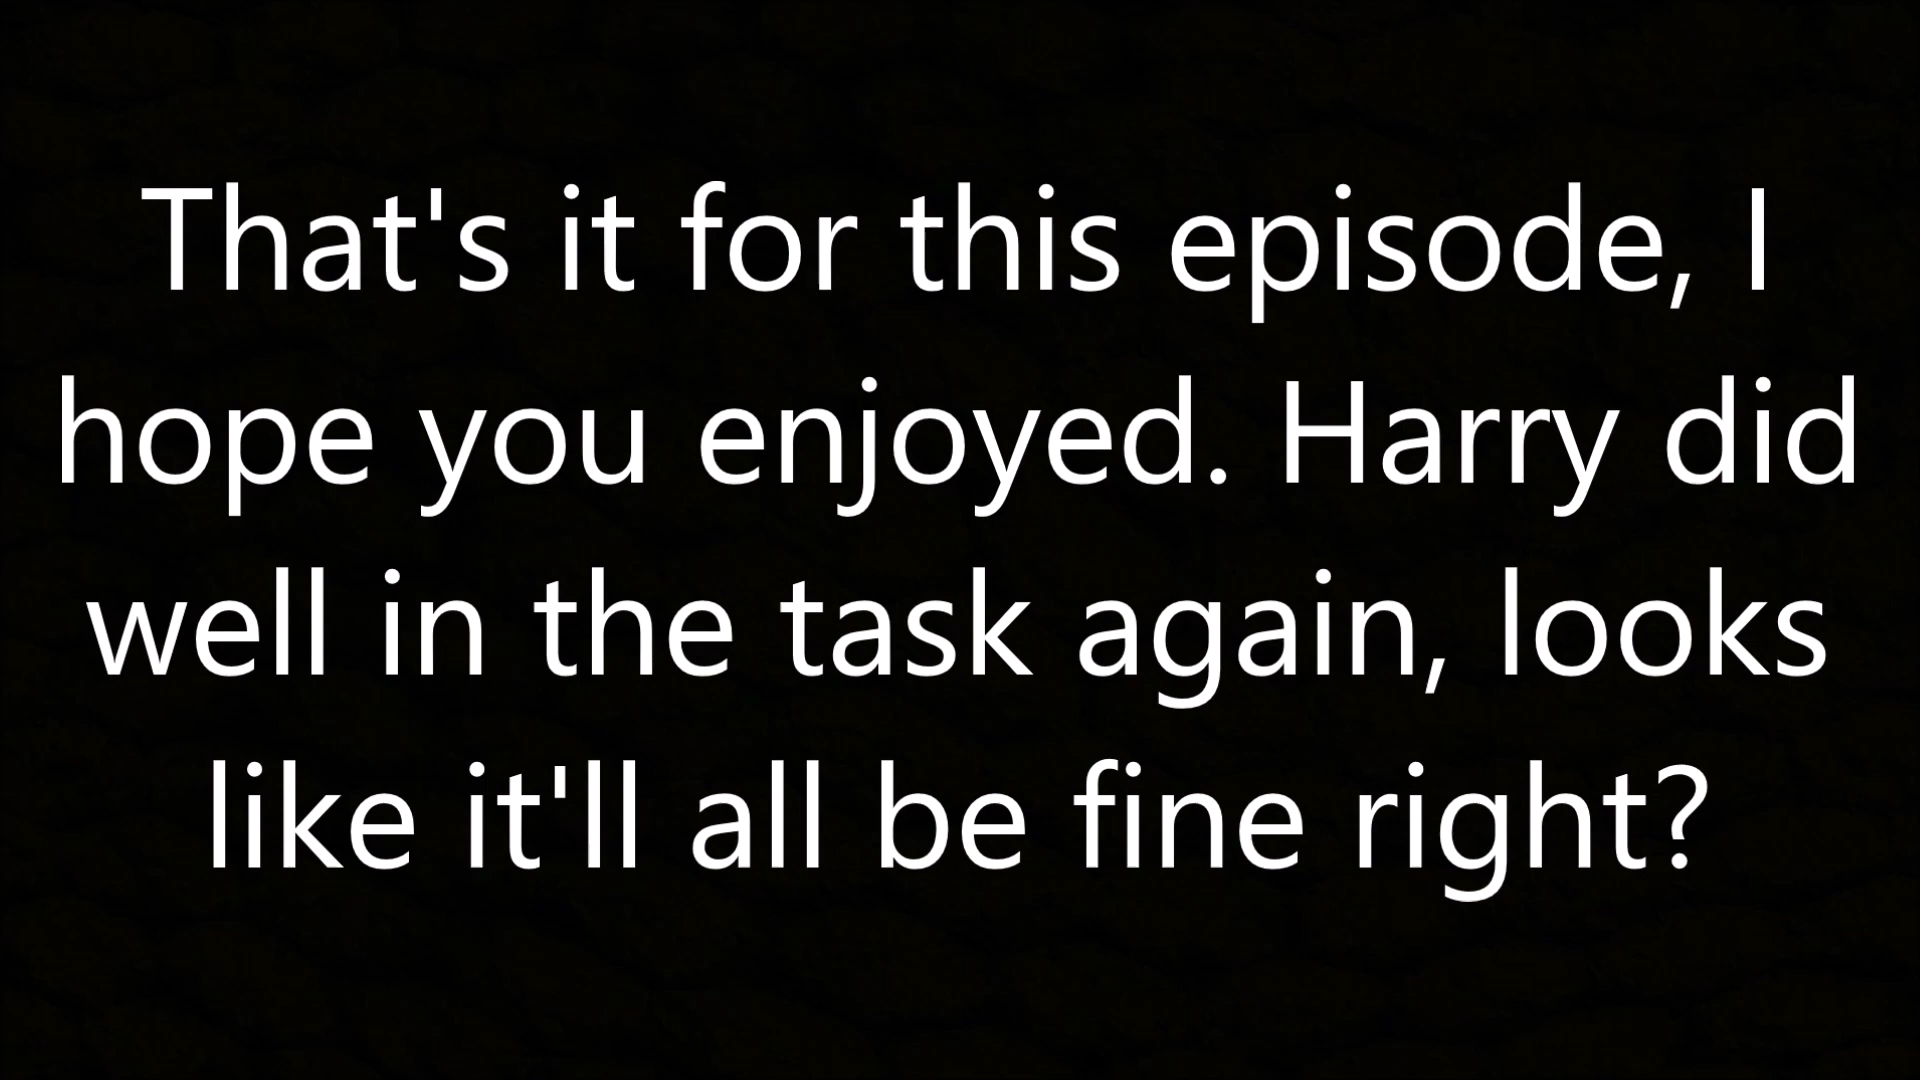 That's it for this episode, I
hope you enjoyed. Harry did
well in the task again, looks
like it'll all be fine right?